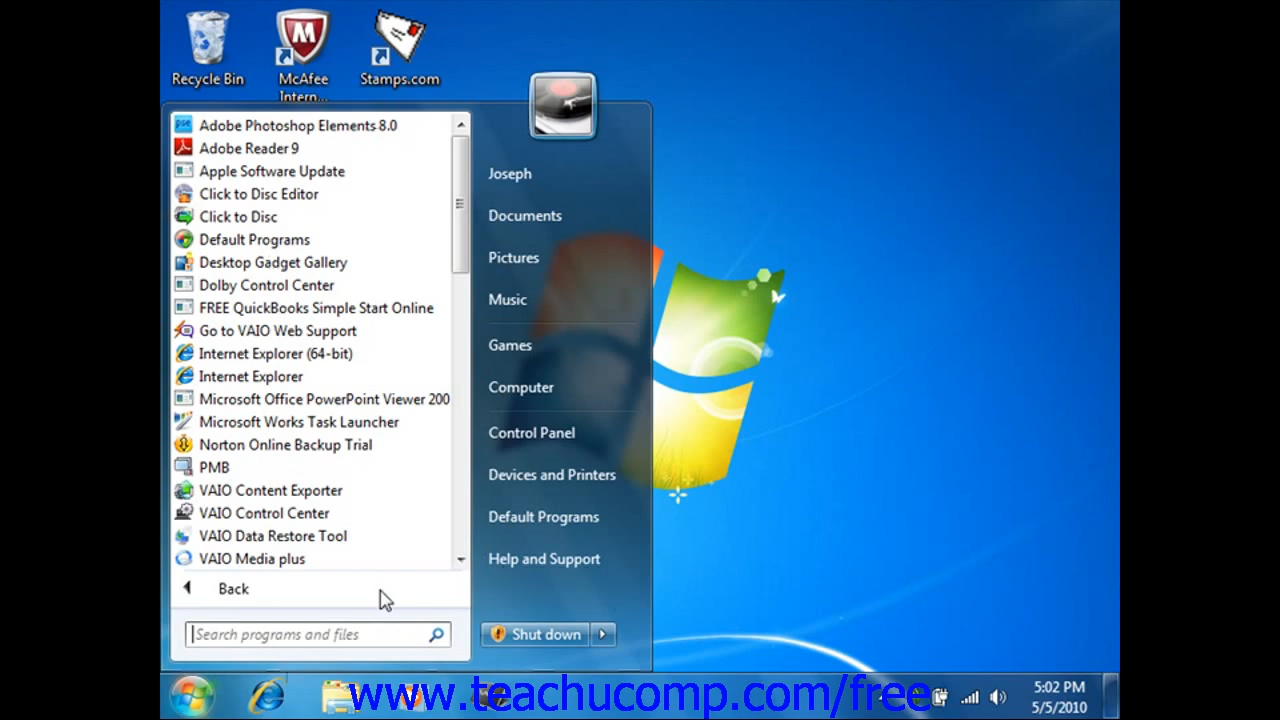 Recycle Bin
McAfee
Intern...
Stamps.com
pse
Adobe Photoshop Elements 8.0
Adobe Reader 9
Apple Software Update
Click to Disc Editor
Click to Disc
Default Programs
Desktop Gadget Gallery
Dolby Control Center
FREE QuickBooks Simple Start Online
Go to VAIO Web Support
Internet Explorer (64-bit)
Internet Explorer
Microsoft Office PowerPoint Viewer 200
Microsoft Works Task Launcher
Norton Online Backup Trial
PMB
VAIO Content Exporter
VAIO Control Center
VAIO Data Restore Tool
VAIO Media plus
Back
Search programs and files
Joseph
Documents
Pictures
Music
Games
Computer
Control Panel
Devices and Printers
Default Programs
Help and Support
Shut down
www.teachucomp.com/free
5:02 PM
5/5/2010